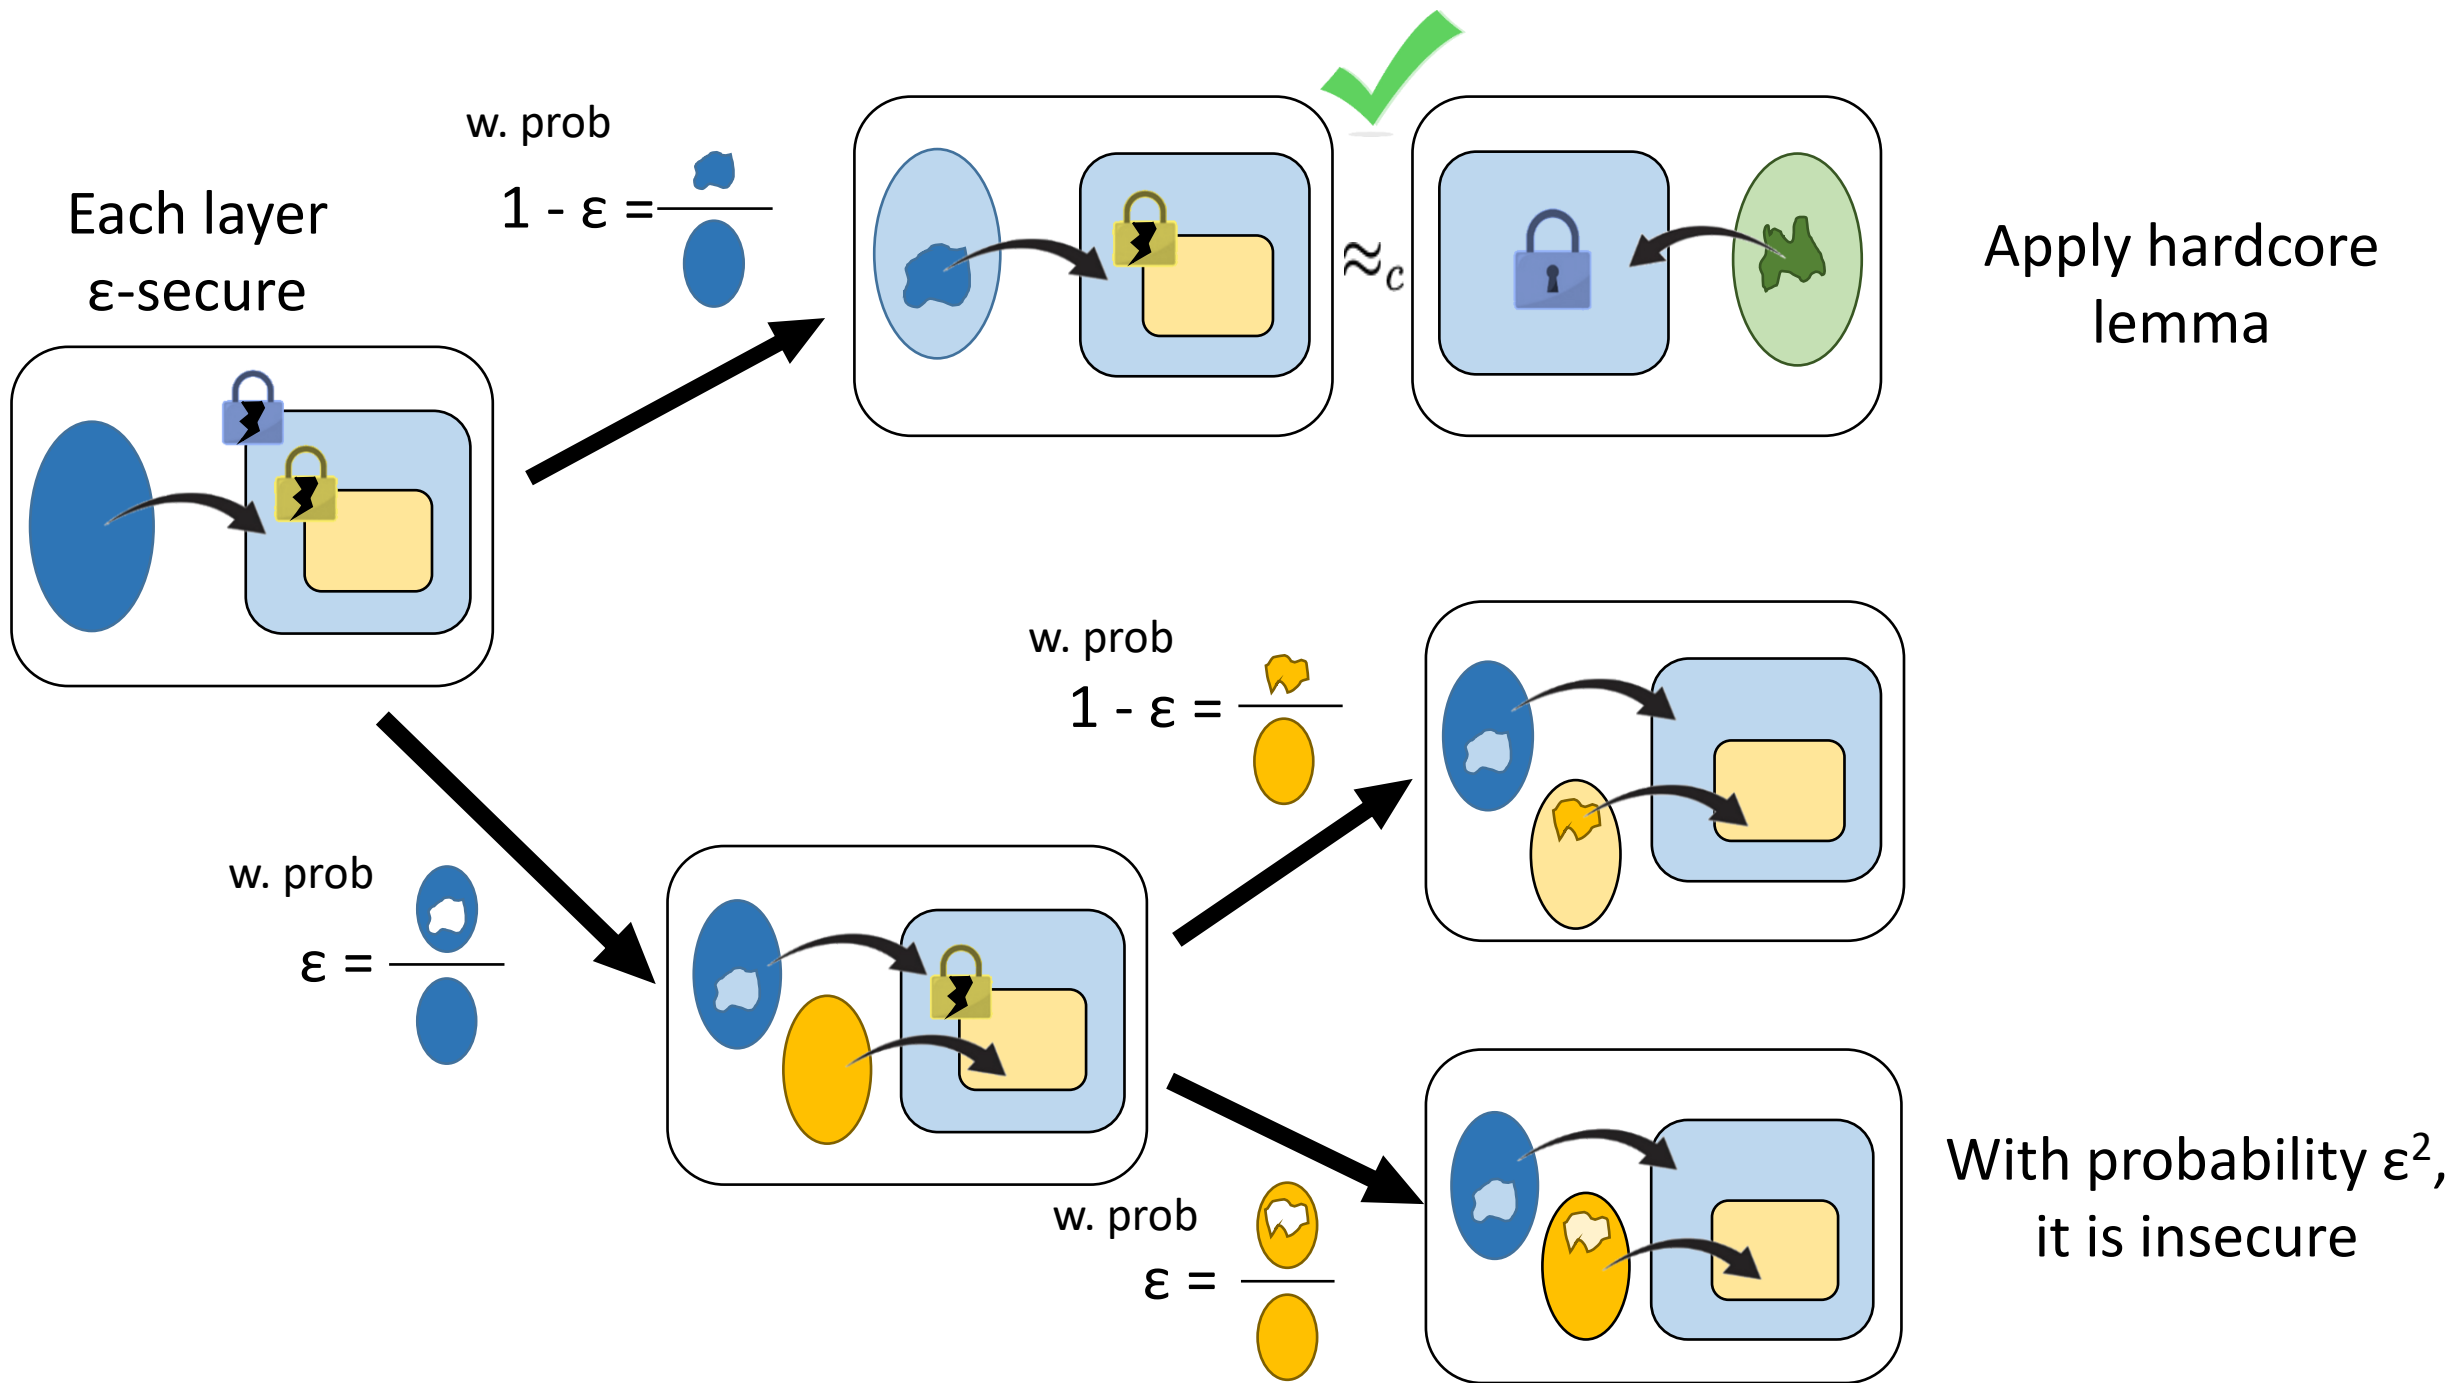 Each layer
ε-secure
w. prob
1 - ε =
≈c
Apply hardcore
lemma
w. prob
ε =
w. prob
1 - ε =
w. prob
ε =
With probability ε²,
it is insecure